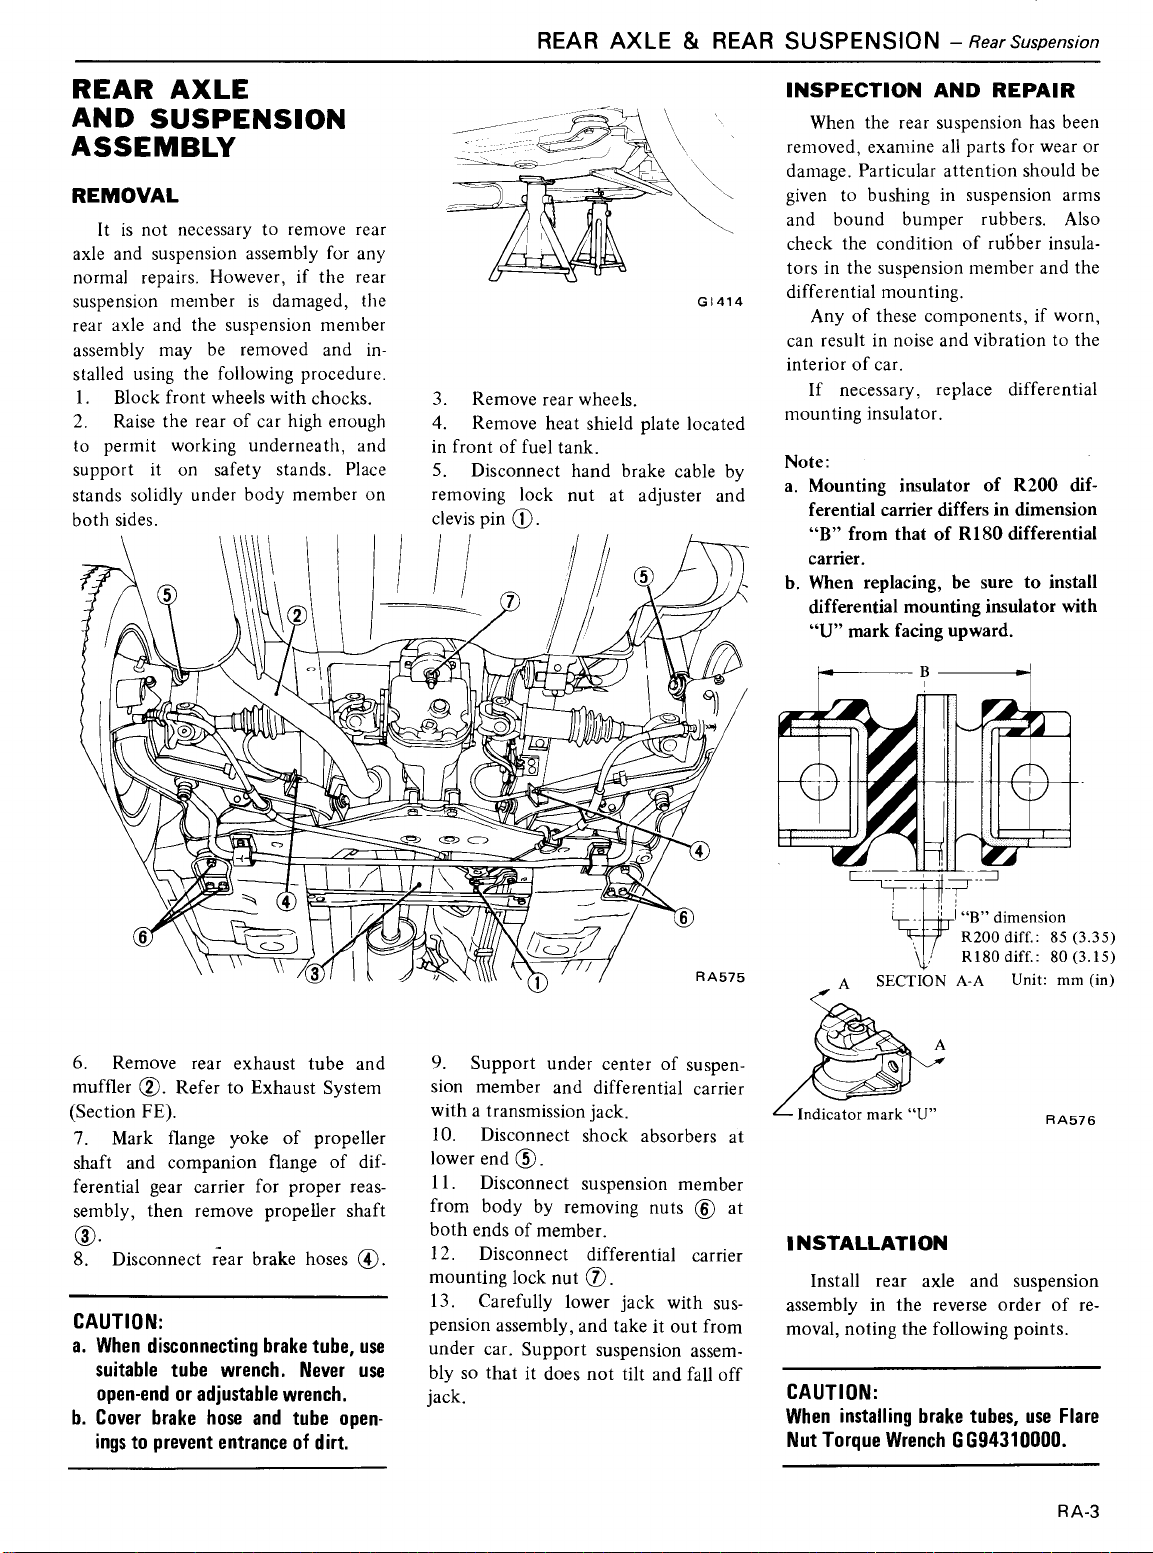 REAR AXLE & REAR SUSPENSION – Rear Suspension
REAR AXLE
AND SUSPENSION
ASSEMBLY
REMOVAL
It is not necessary to remove rear
axle and suspension assembly for any
normal repairs. However, if the rear
suspension member is damaged, the
rear axle and the suspension member
assembly may be removed and in-
stalled using the following procedure.
1. Block front wheels with chocks.
2. Raise the rear of car high enough
to permit working underneath, and
support it on safety stands. Place
stands solidly under body member on
both sides.
GI414
3. Remove rear wheels.
4. Remove heat shield plate located
in front of fuel tank.
5. Disconnect hand brake cable by
removing lock nut at adjuster and
clevis pin ①.
5
2
7
5
4
4
6
6
3
1
RA575
6. Remove rear exhaust tube and
muffler ②. Refer to Exhaust System
(Section FE).
7. Mark flange yoke of propeller
shaft and companion flange of dif-
ferential gear carrier for proper reas-
sembly, then remove propeller shaft
③.
8. Disconnect rear brake hoses ④.
CAUTION:
a. When disconnecting brake tube, use
suitable tube wrench. Never use
open-end or adjustable wrench.
b. Cover brake hose and tube open-
ings to prevent entrance of dirt.
9. Support under center of suspen-
sion member and differential carrier
with a transmission jack.
10. Disconnect shock absorbers at
lower end ⑤.
11. Disconnect suspension member
from body by removing nuts ⑥ at
both ends of member.
12. Disconnect differential carrier
mounting lock nut ⑦.
13. Carefully lower jack with sus-
pension assembly, and take it out from
under car. Support suspension assem-
bly so that it does not tilt and fall off
jack.
INSPECTION AND REPAIR
When the rear suspension has been
removed, examine all parts for wear or
damage. Particular attention should be
given to bushing in suspension arms
and bound bumper rubbers. Also
check the condition of rubber insula-
tors in the suspension member and the
differential mounting.
Any of these components, if worn,
can result in noise and vibration to the
interior of car.
If necessary, replace differential
mounting insulator.
Note:
a. Mounting insulator of R200 dif-
ferential carrier differs in dimension
“B” from that of R180 differential
carrier.
b. When replacing, be sure to install
differential mounting insulator with
“U” mark facing upward.
B
“B” dimension
R200 diff.: 85 (3.35)
R180 diff.: 80 (3.15)
A SECTION A-A Unit: mm (in)
A
Indicator mark “U”
RA576
INSTALLATION
Install rear axle and suspension
assembly in the reverse order of re-
moval, noting the following points.
CAUTION:
When installing brake tubes, use Flare
Nut Torque Wrench GG94310000.
RA-3